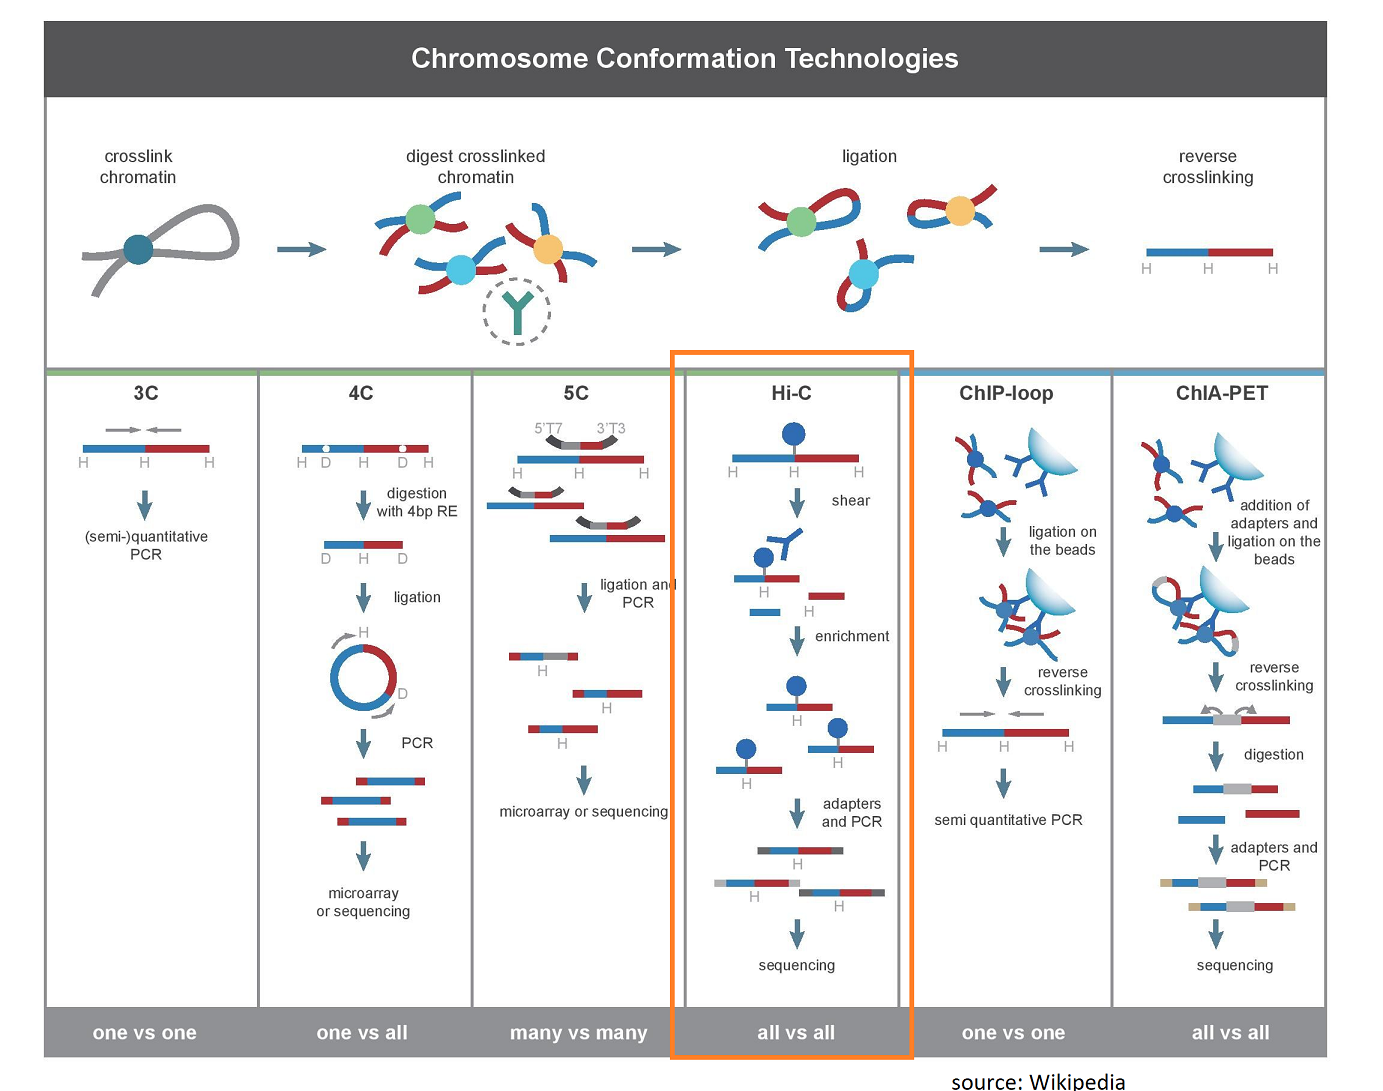 Chromosome Conformation Technologies
crosslink
chromatin
digest crosslinked
chromatin
ligation
reverse
crosslinking
H H H
3C
H H H
(semi-)quantitative
PCR
one vs one
4C
H D H D H
digestion
with 4bp RE
D H D
ligation
H
D
PCR
microarray
or sequencing
one vs all
5C
5'T7 3'T3
H H H
ligation and
PCR
H
H
H
microarray or sequencing
many vs many
Hi-C
H H H
shear
H
H
enrichment
H
H
H
adapters
and PCR
H
H
H
sequencing
all vs all
ChIP-loop
ligation on
the beads
reverse
crosslinking
H H H
semi quantitative PCR
one vs one
ChIA-PET
addition of
adapters and
ligation on the
beads
reverse
crosslinking
digestion
adapters and
PCR
sequencing
all vs all
source: Wikipedia